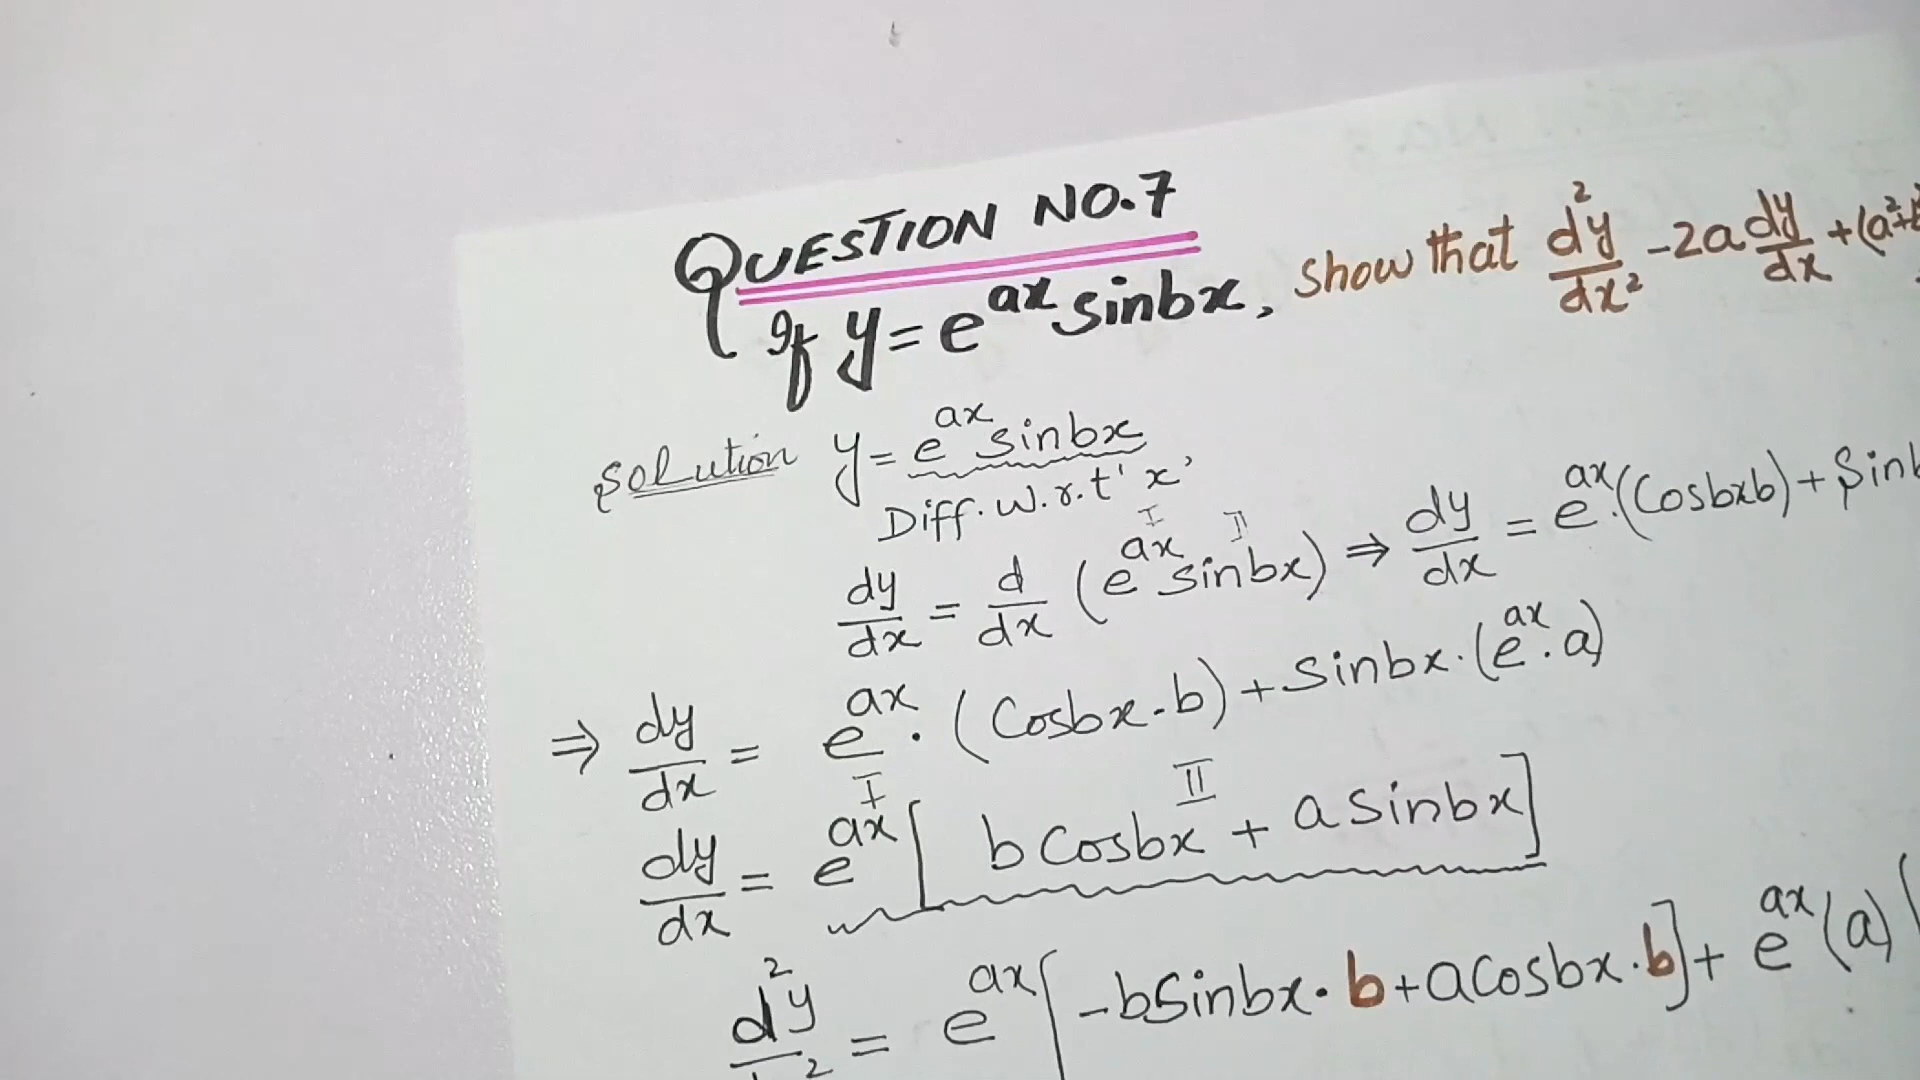 QUESTION NO.7
If y = e^{ax} sinbx, Show that d²y/dx² - 2a dy/dx + (a²+
Solution y = e^{ax} sinbx
Diff. w.r.t 'x'
dy/dx = d/dx (e^{ax} sinbx) ⇒ dy/dx = e^{ax}.(Cosbxb) + Sinb
I II
⇒ dy/dx = e^{ax}.(Cosbx.b) + Sinbx.(e^{ax}.a)
I II
dy/dx = e^{ax} [b Cosbx + a Sinbx]
d²y/dx² = e^{ax} [-bSinbx.b + aCosbx.b] + e^{ax}(a)(